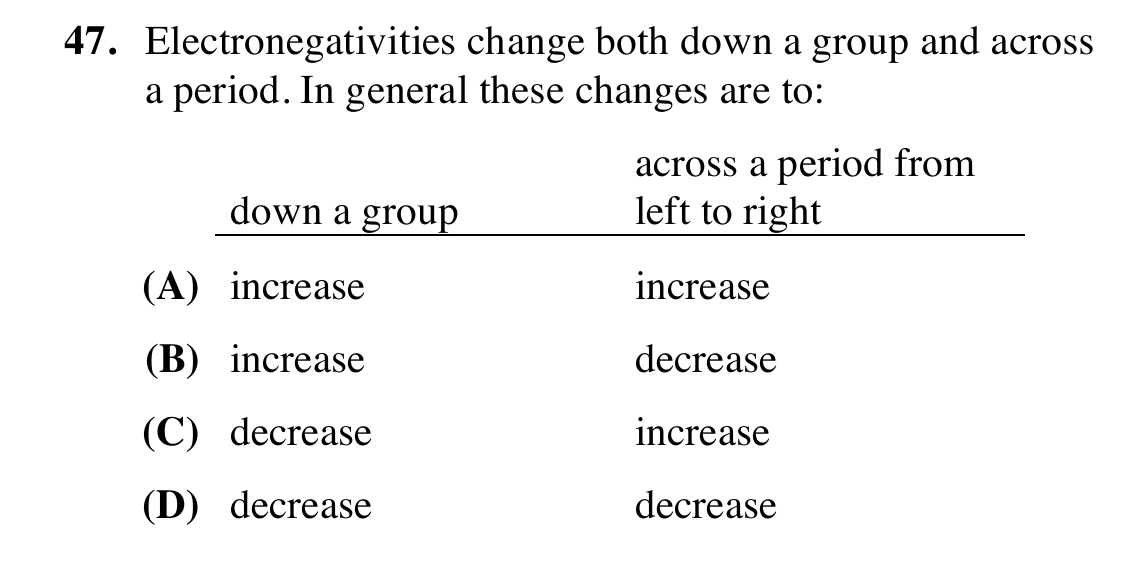 47. Electronegativities change both down a group and across
a period. In general these changes are to:
across a period from
down a group left to right
(A) increase increase
(B) increase decrease
(C) decrease increase
(D) decrease decrease